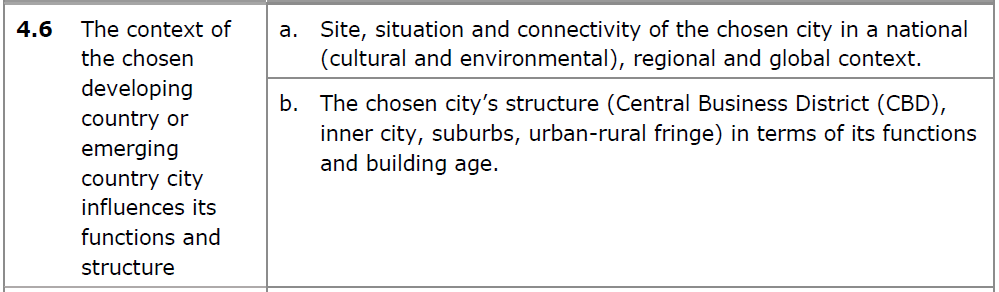 4.6 The context of
the chosen
developing
country or
emerging
country city
influences its
functions and
structure
a. Site, situation and connectivity of the chosen city in a national
(cultural and environmental), regional and global context.
b. The chosen city’s structure (Central Business District (CBD),
inner city, suburbs, urban-rural fringe) in terms of its functions
and building age.